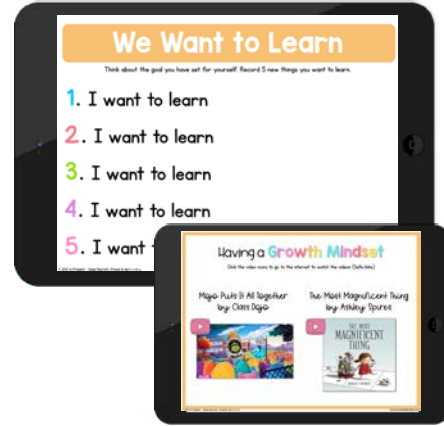 We Want to Learn
Think about the goal you have set for yourself. Record 5 new things you want to learn.
1. I want to learn
2. I want to learn
3. I want to learn
4. I want to learn
5. I want
Having a Growth Mindset
Click the video icons to go to the internet to watch the videos (Safe links)
Mojo Puts It All Together
by: Class Dojo
The Most Magnificent Thing
by: Ashley Spires
THE MOST
MAGNIFICENT
THING